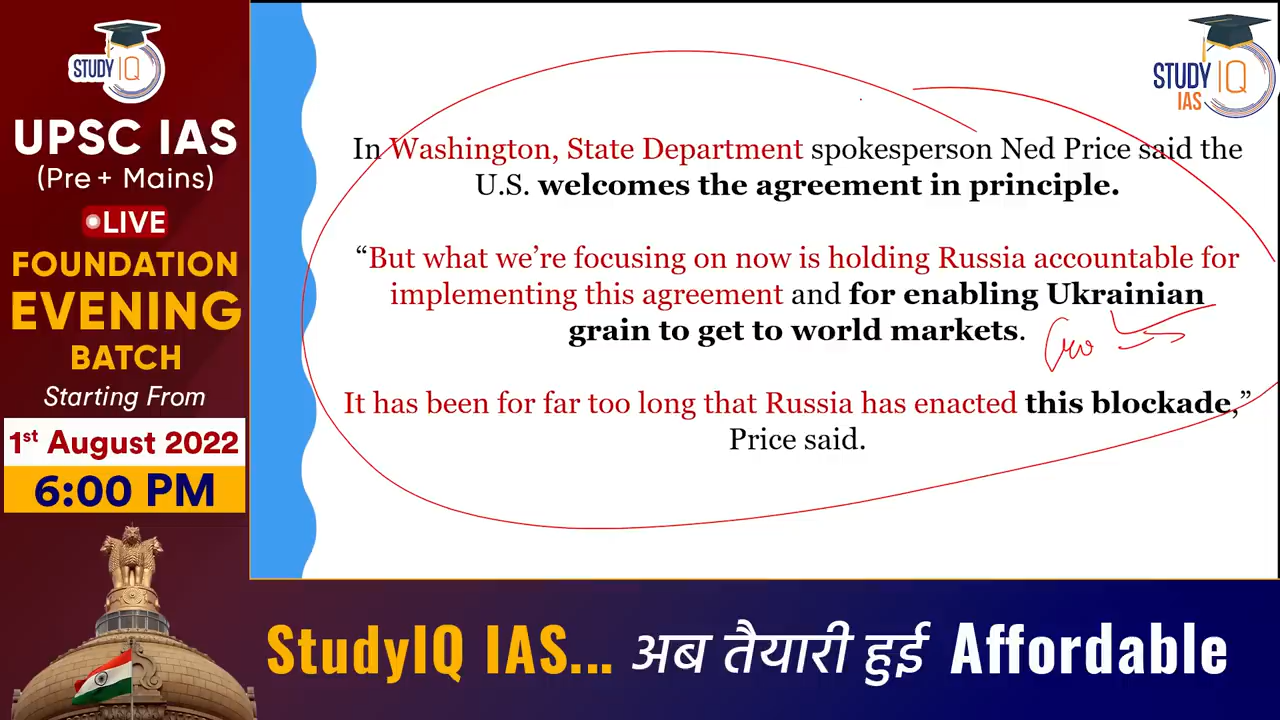 STUDY IQ
UPSC IAS
(Pre + Mains)
LIVE
FOUNDATION
EVENING
BATCH
Starting From
1st August 2022
6:00 PM
STUDY IQ
IAS
In Washington, State Department spokesperson Ned Price said the
U.S. welcomes the agreement in principle.
“But what we’re focusing on now is holding Russia accountable for
implementing this agreement and for enabling Ukrainian
grain to get to world markets.
It has been for far too long that Russia has enacted this blockade,”
Price said.
StudyIQ IAS... अब तैयारी हुई Affordable